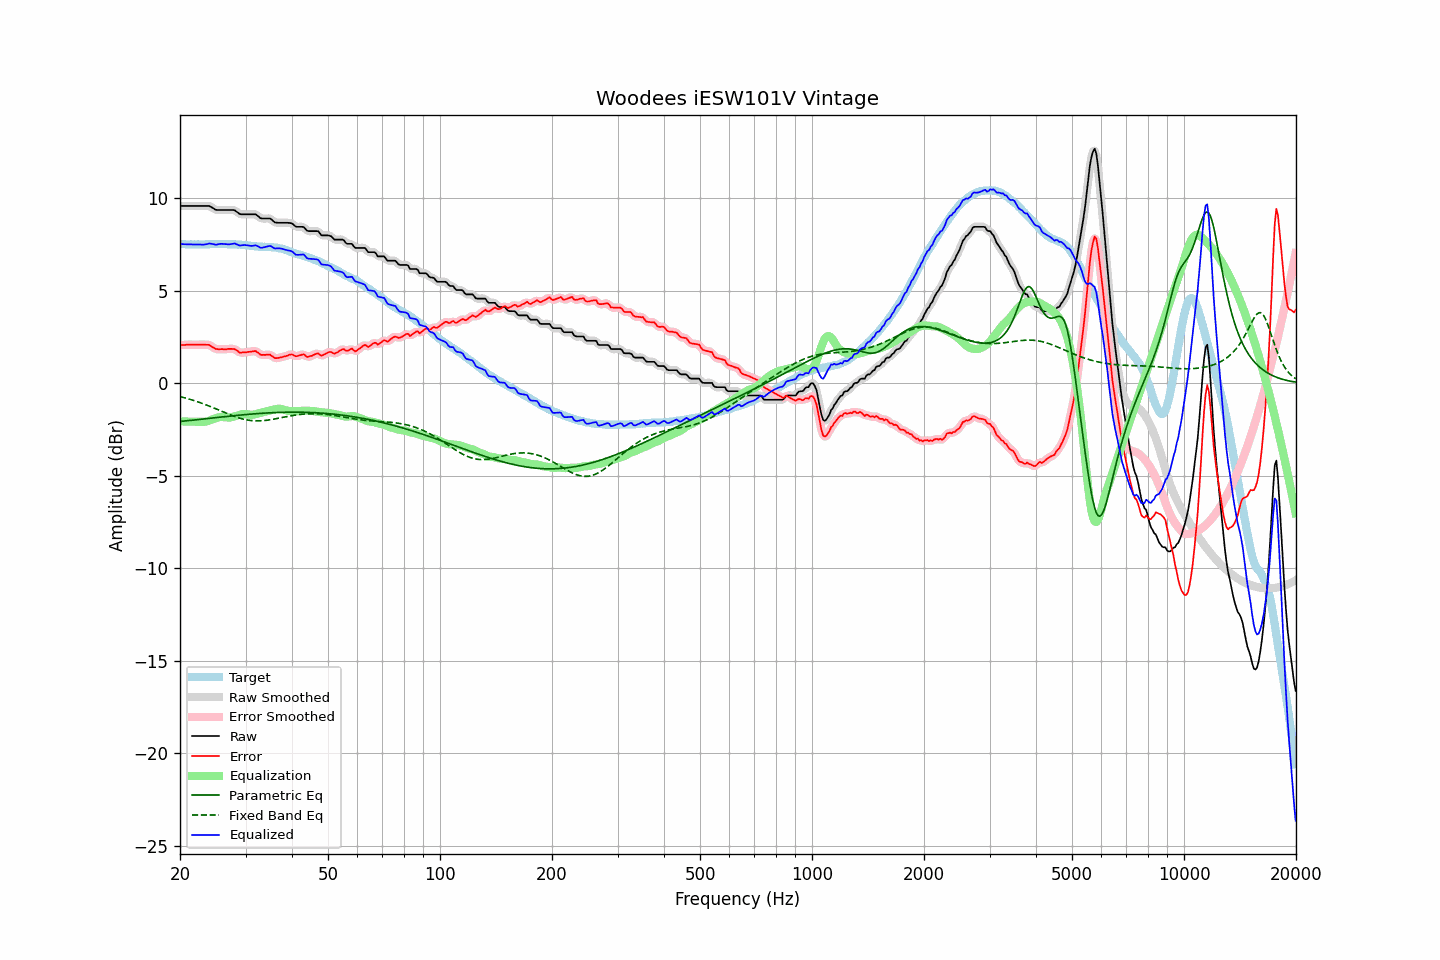 Woodees iESW101V Vintage
Amplitude (dBr)
10
5
0
−5
−10
−15
−20
−25
Target
Raw Smoothed
Error Smoothed
Raw
Error
Equalization
Parametric Eq
Fixed Band Eq
Equalized
20 50 100 200 500 1000 2000 5000 10000 20000
Frequency (Hz)